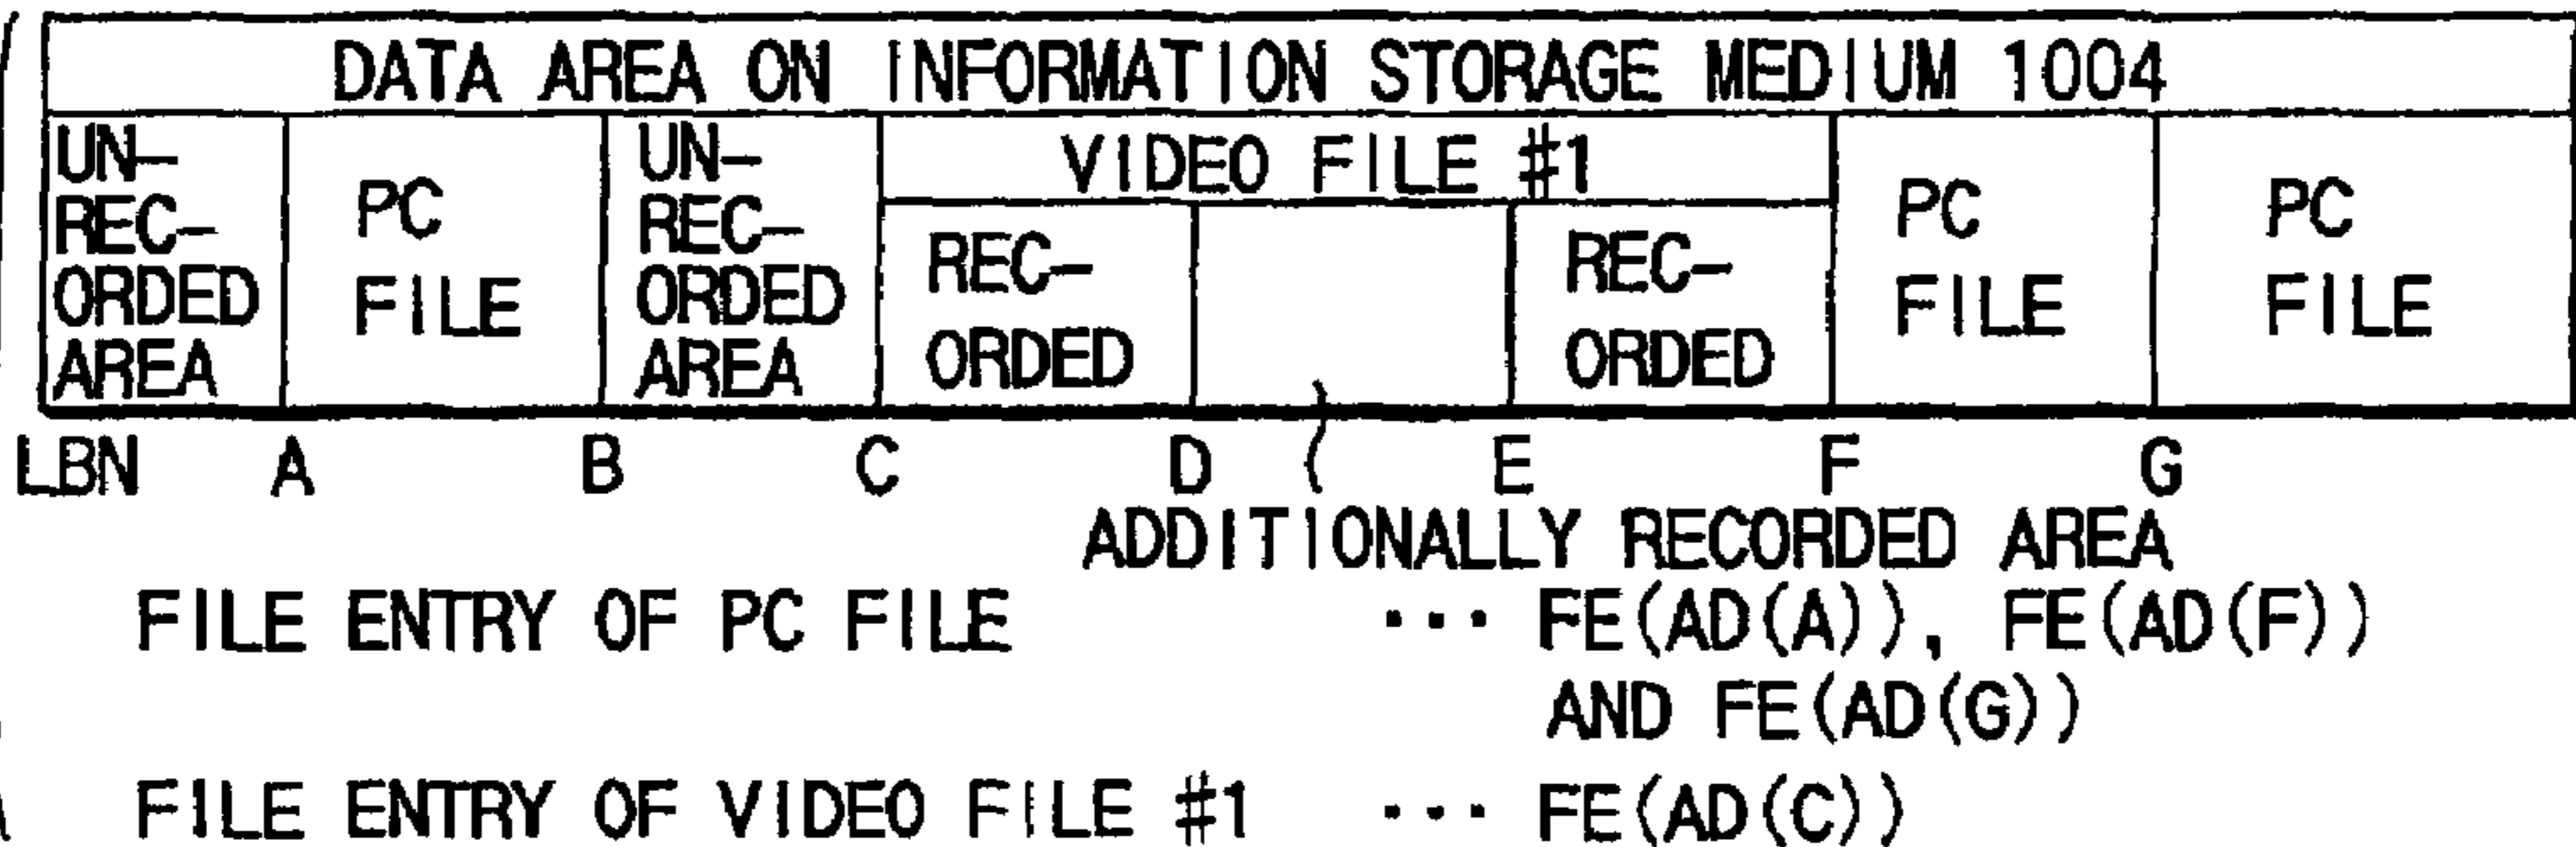 DATA AREA ON INFORMATION STORAGE MEDIUM 1004
UN-
REC-
ORDED
AREA
PC
FILE
UN-
REC-
ORDED
AREA
VIDEO FILE #1
REC-
ORDED
REC-
ORDED
PC
FILE
PC
FILE
LBN A B C D E F G
ADDITIONALLY RECORDED AREA
FILE ENTRY OF PC FILE ··· FE(AD(A)), FE(AD(F))
AND FE(AD(G))
FILE ENTRY OF VIDEO FILE #1 ··· FE(AD(C))